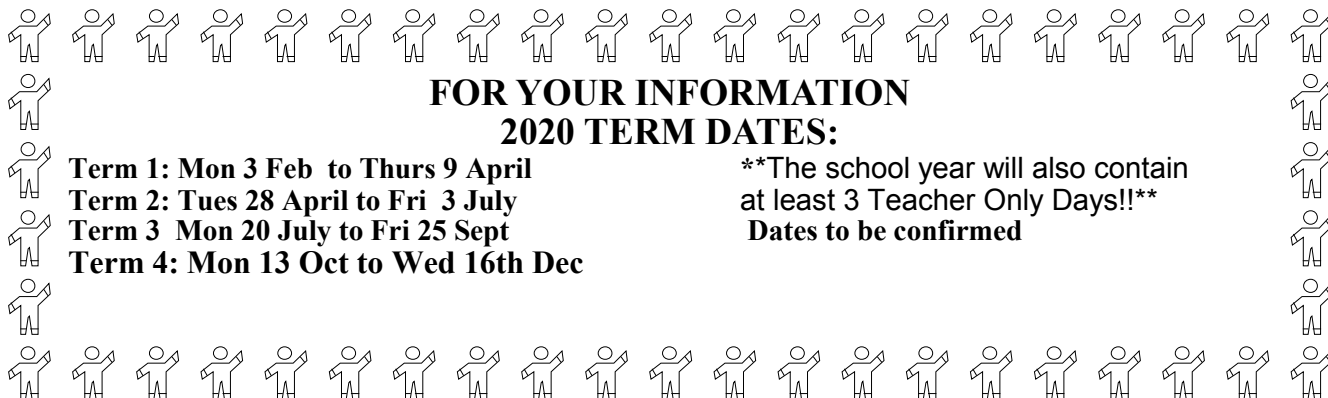 FOR YOUR INFORMATION
2020 TERM DATES:
Term 1: Mon 3 Feb  to Thurs 9 April
Term 2: Tues 28 April to Fri  3 July
Term 3  Mon 20 July to Fri 25 Sept
Term 4: Mon 13 Oct to Wed 16th Dec
**The school year will also contain
at least 3 Teacher Only Days!!**
Dates to be confirmed